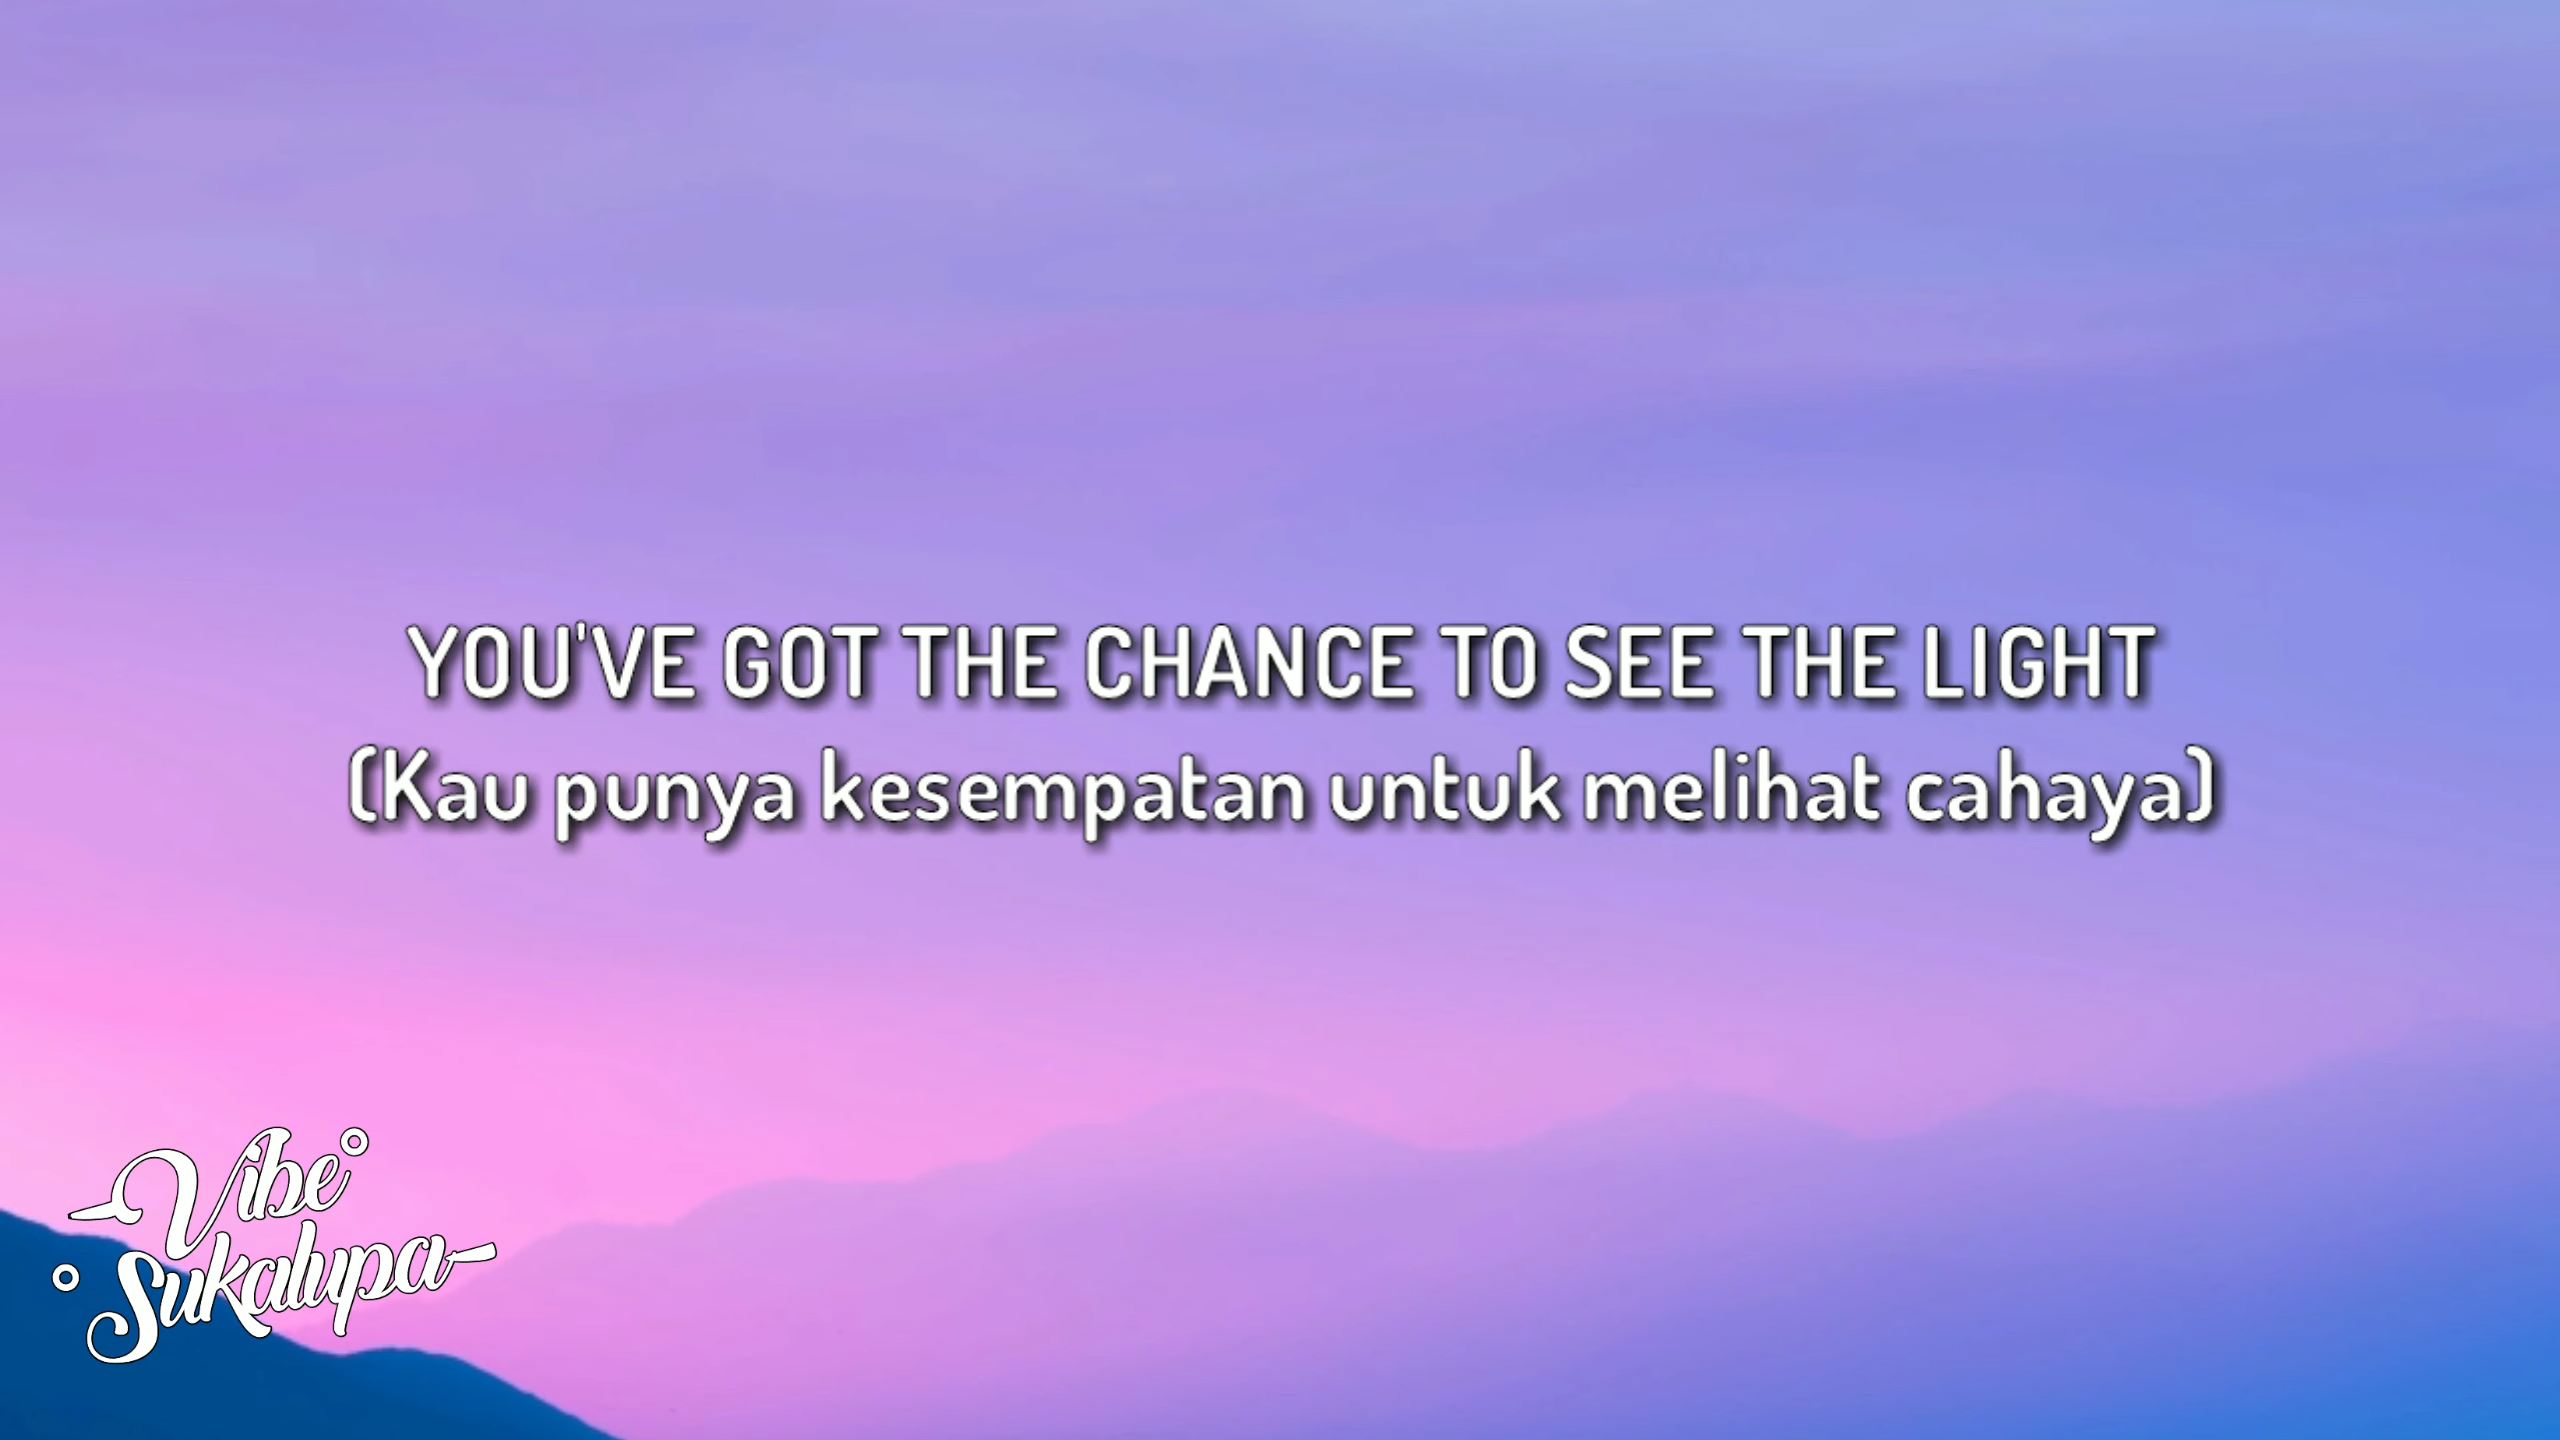 YOU'VE GOT THE CHANCE TO SEE THE LIGHT
(Kau punya kesempatan untuk melihat cahaya)
Vibe
Sukalupa